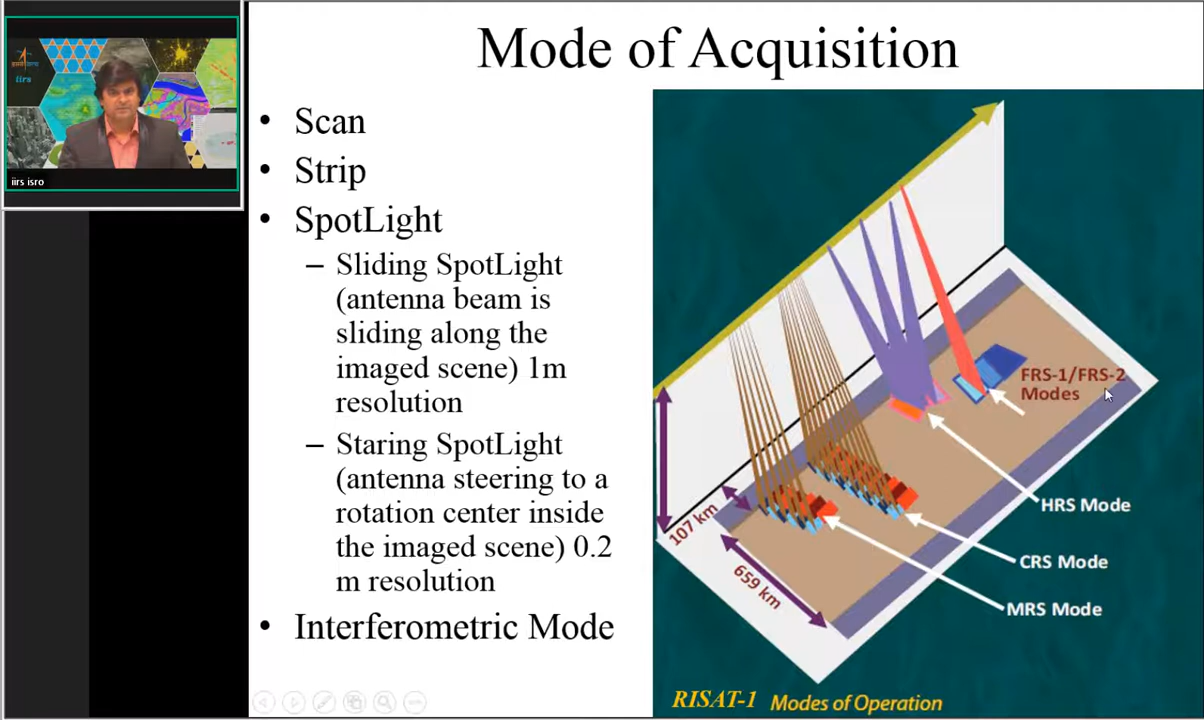 Mode of Acquisition
iirs
iirs isro
• Scan
• Strip
• SpotLight
– Sliding SpotLight
(antenna beam is
sliding along the
imaged scene) 1m
resolution
– Staring SpotLight
(antenna steering to a
rotation center inside
the imaged scene) 0.2
m resolution
• Interferometric Mode
FRS-1/FRS-2
Modes
HRS Mode
CRS Mode
MRS Mode
107 km
659 km
RISAT-1 Modes of Operation